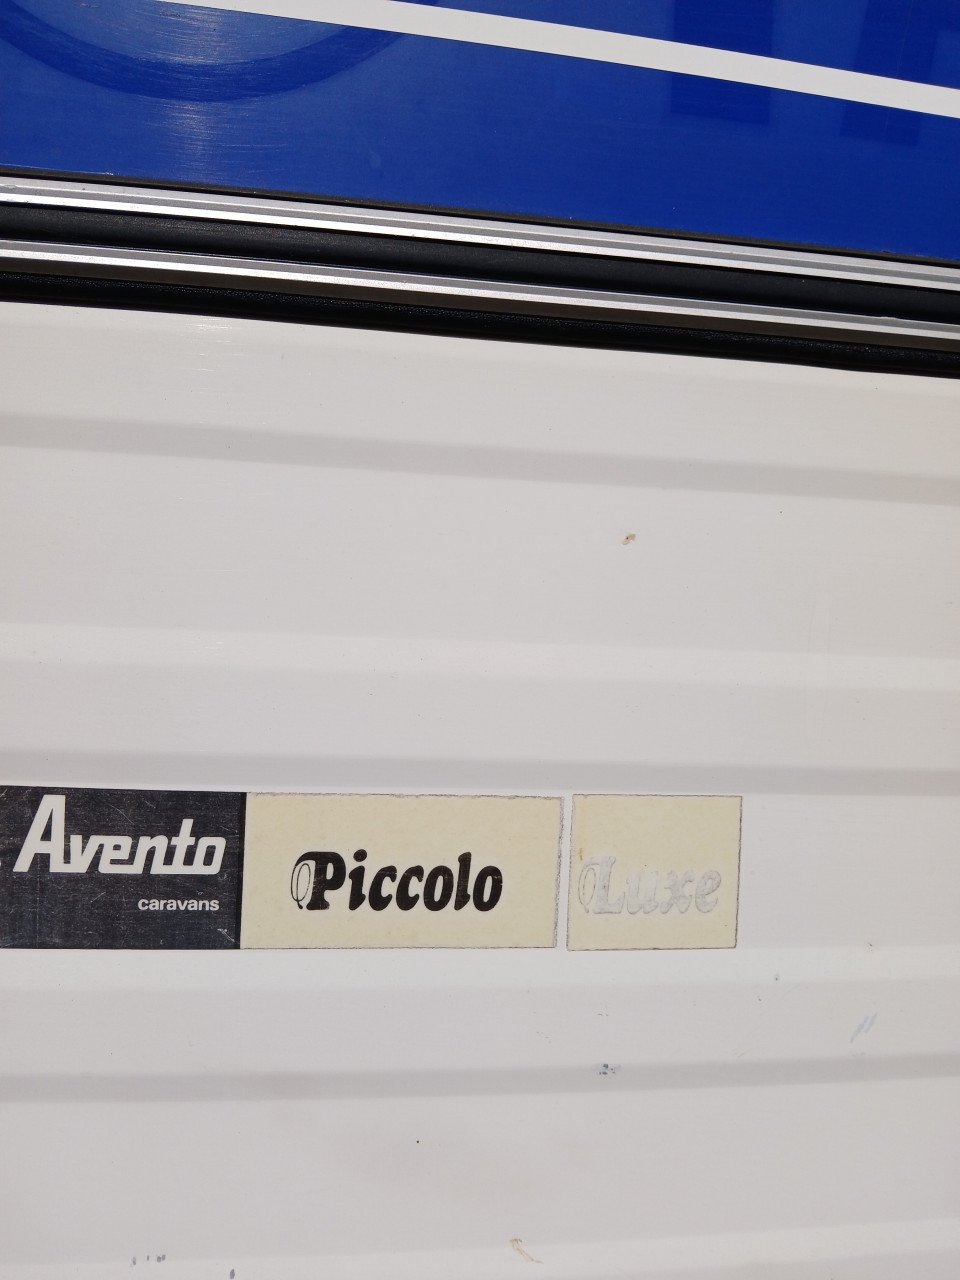 Avento
caravans
Piccolo
Luxe